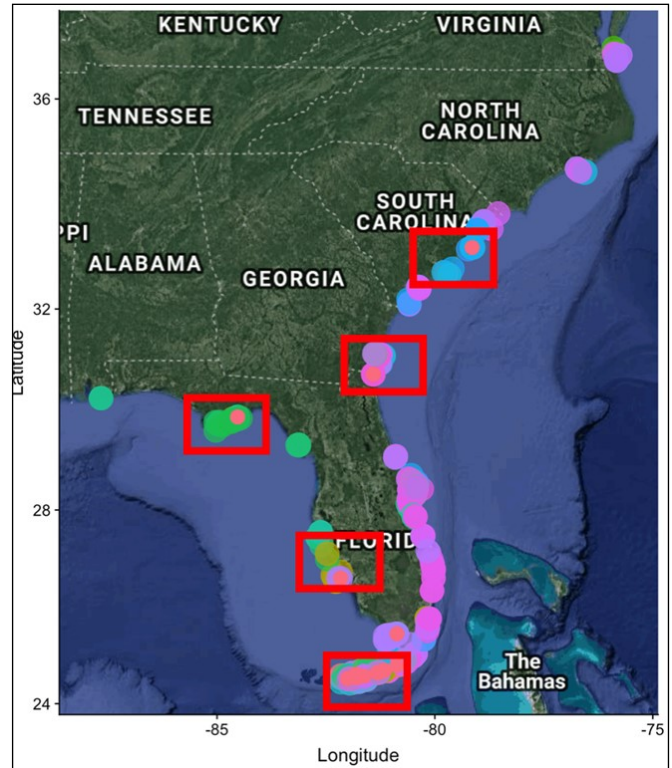 KENTUCKY
VIRGINIA
36
TENNESSEE
NORTH
CAROLINA
SOUTH
CAROLINA
PPI
ALABAMA
GEORGIA
32
Latitude
28
FLORID
The
Bahamas
24
-85
-80
-75
Longitude